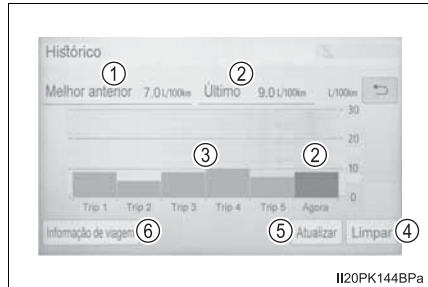 Histórico
① ②
Melhor anterior 7.0 L/100km Último 9.0 L/100km L/100km
30
20
③ ② 10
0
Trip 1 Trip 2 Trip 3 Trip 4 Trip 5 Agora
Informação de viagem ⑥ ⑤ Atualizar Limpar ④
II20PK144BPa